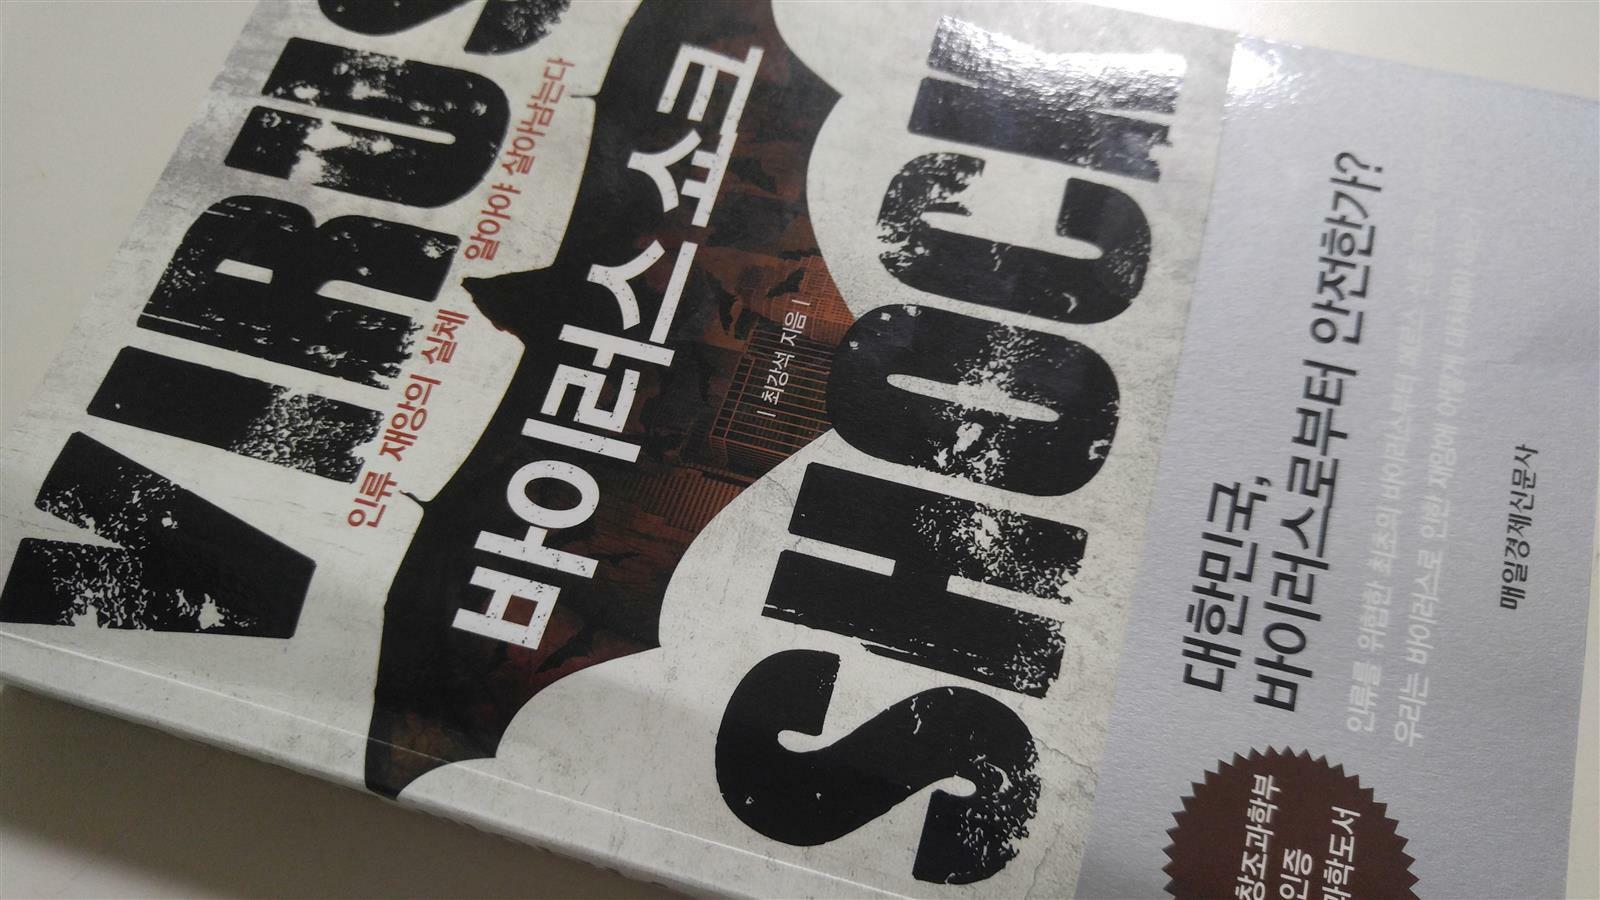 VIRUS
인류 재앙의 실체 알아야 살아남는다
바이러스 쇼크
| 최강석 지음 |
SHOCK
대한민국,
바이러스로부터 안전한가?
인류를 위협한 최초의 바이러스부터
우리는 바이러스로 인한 재앙에 어떻게 대처해야 하는가
매일경제신문사
창조과학부
인증
과학도서